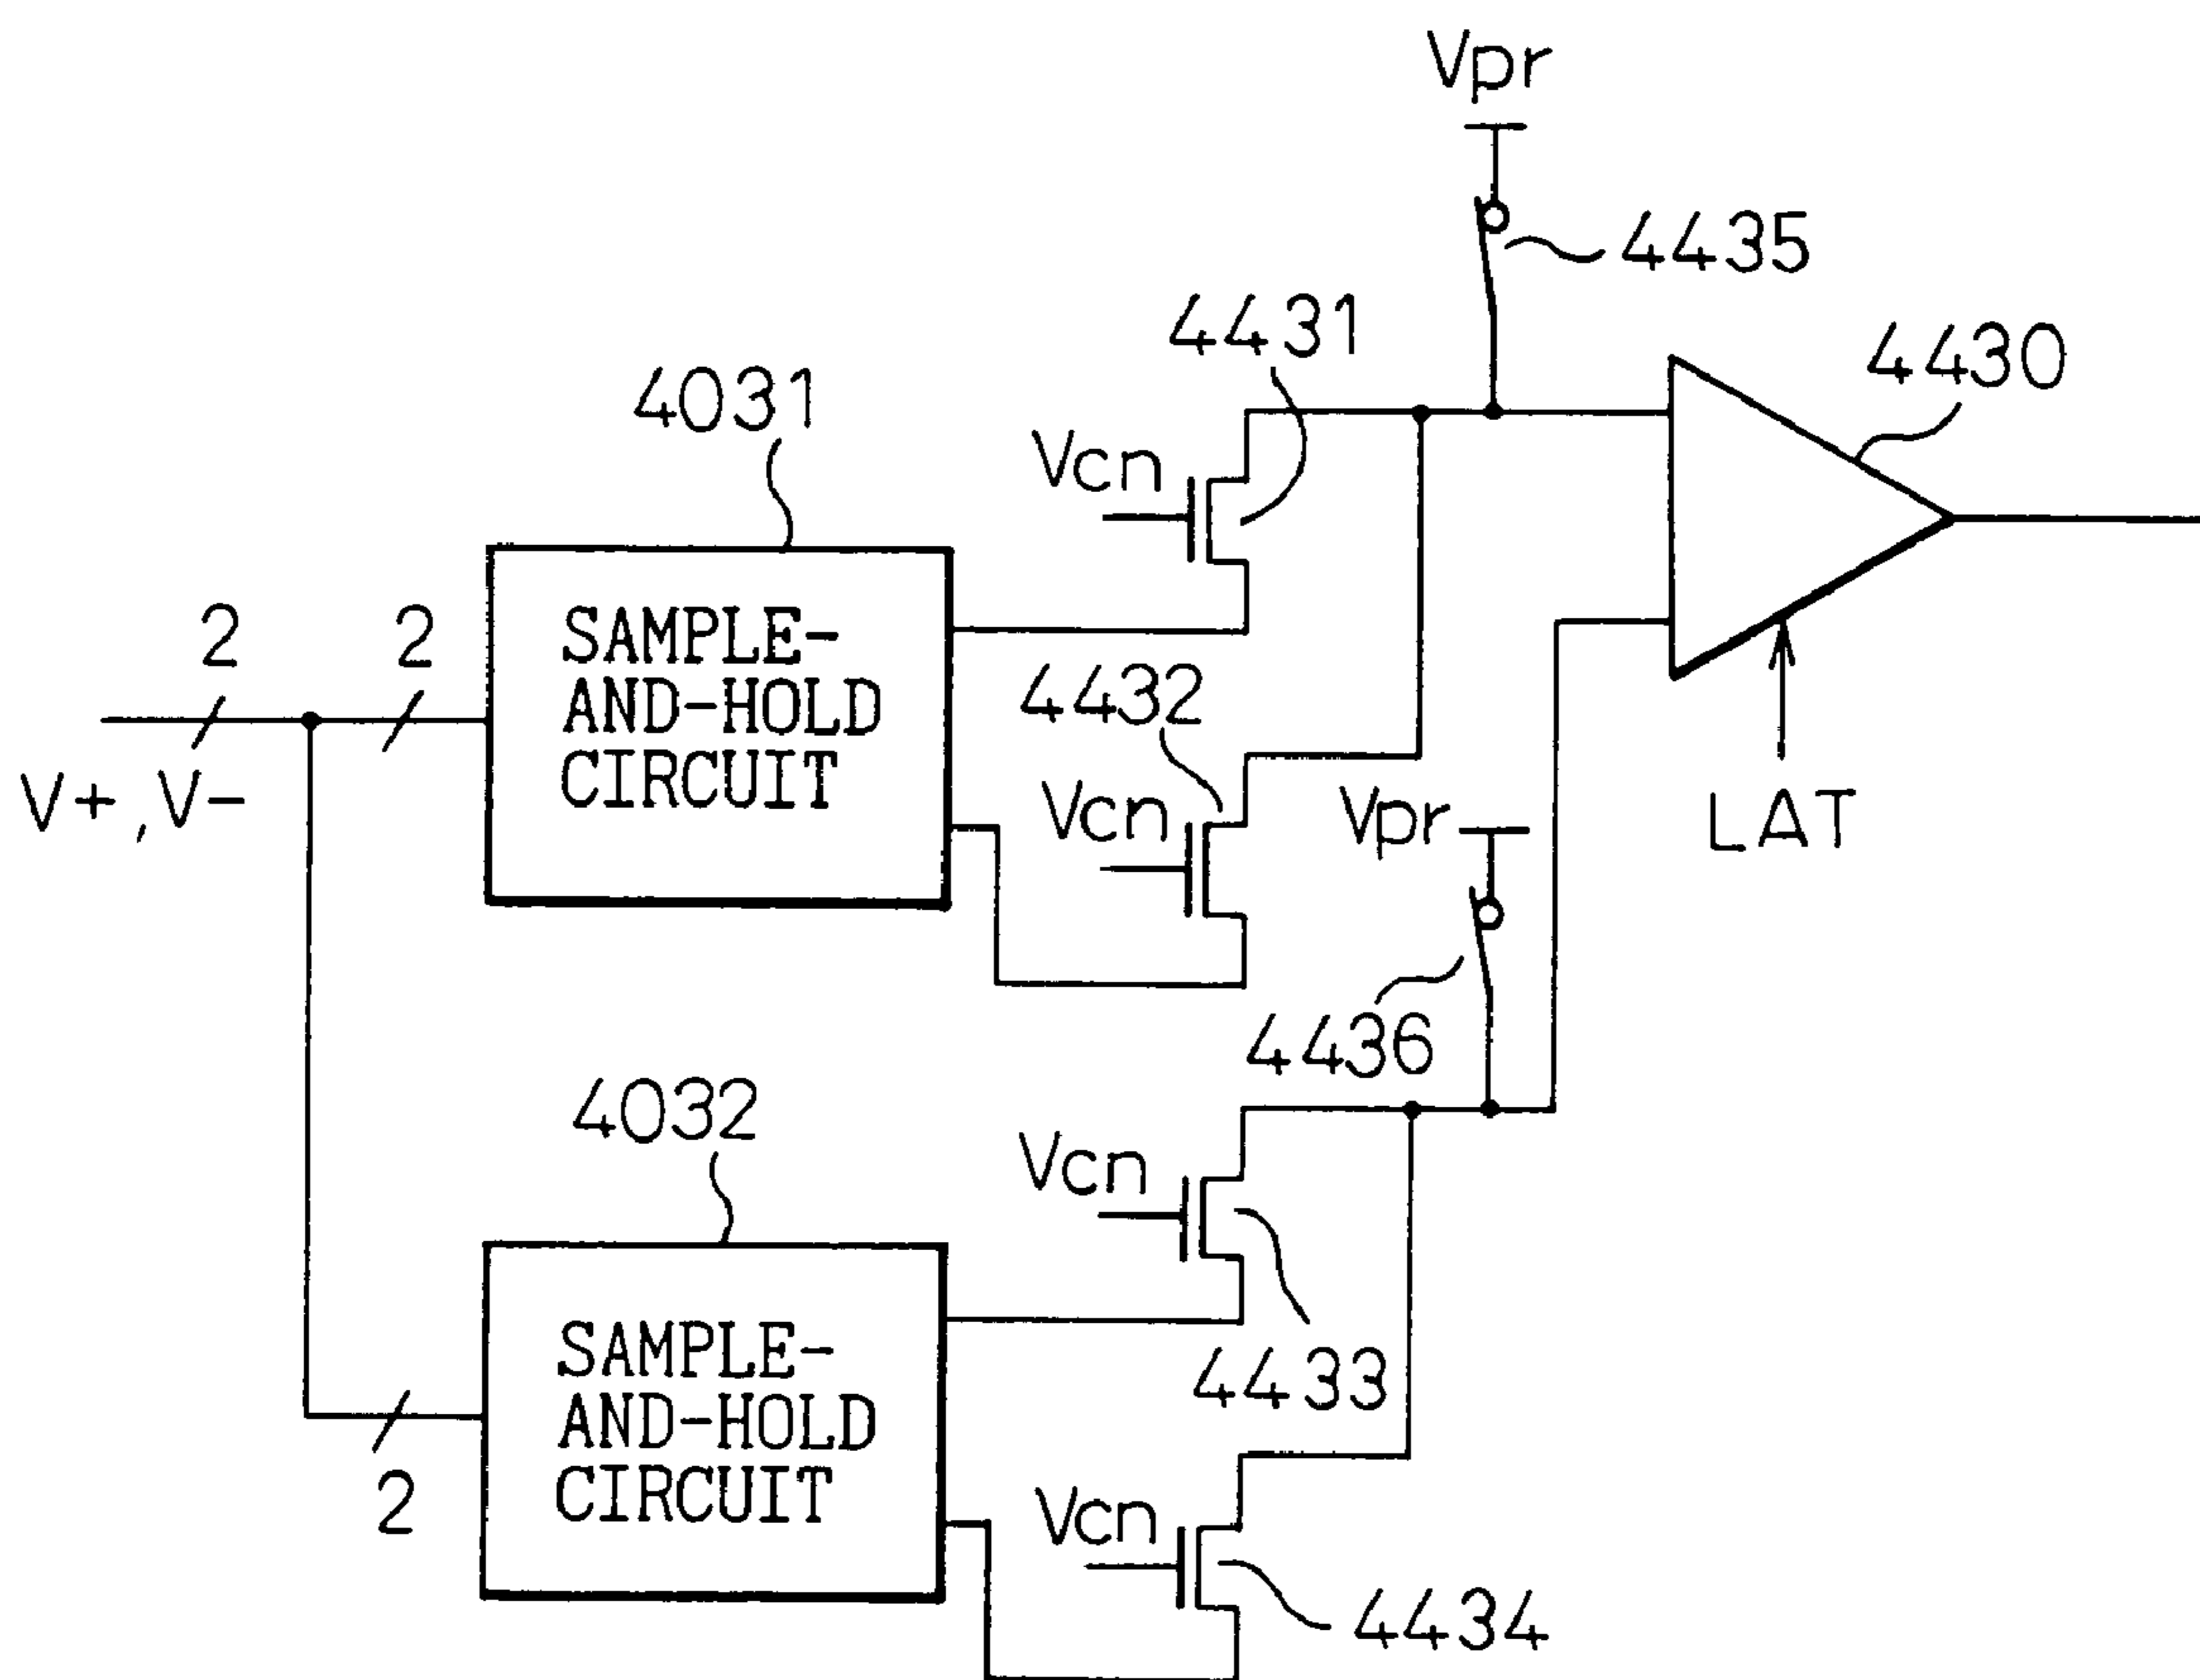 Vpr
4435
4431
4430
4031
Vcn
2
2
SAMPLE-
AND-HOLD
CIRCUIT
4432
V+,V-
Vcn
Vpr
LAT
4436
4032
Vcn
SAMPLE-
AND-HOLD
CIRCUIT
4433
2
Vcn
4434